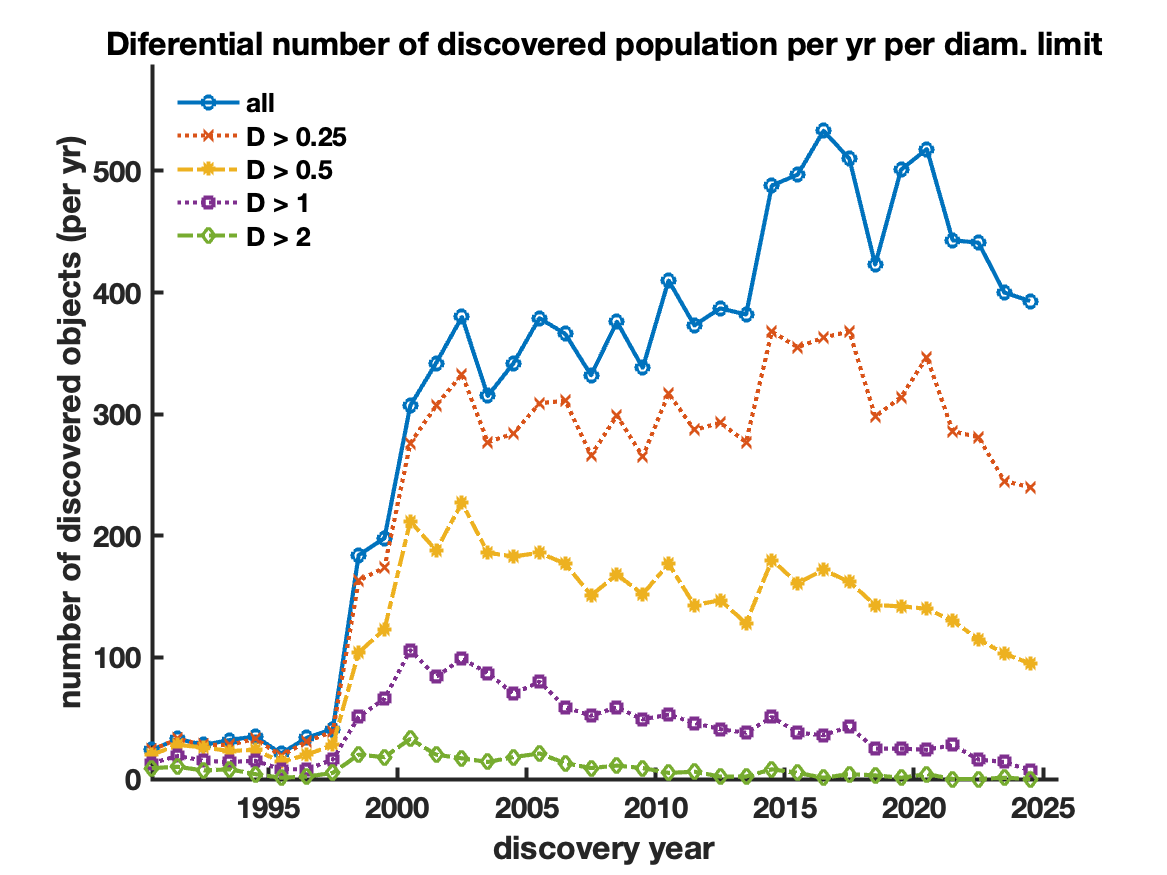 Diferential number of discovered population per yr per diam. limit
all
D > 0.25
D > 0.5
D > 1
D > 2
number of discovered objects (per yr)
500
400
300
200
100
0
1995 2000 2005 2010 2015 2020 2025
discovery year